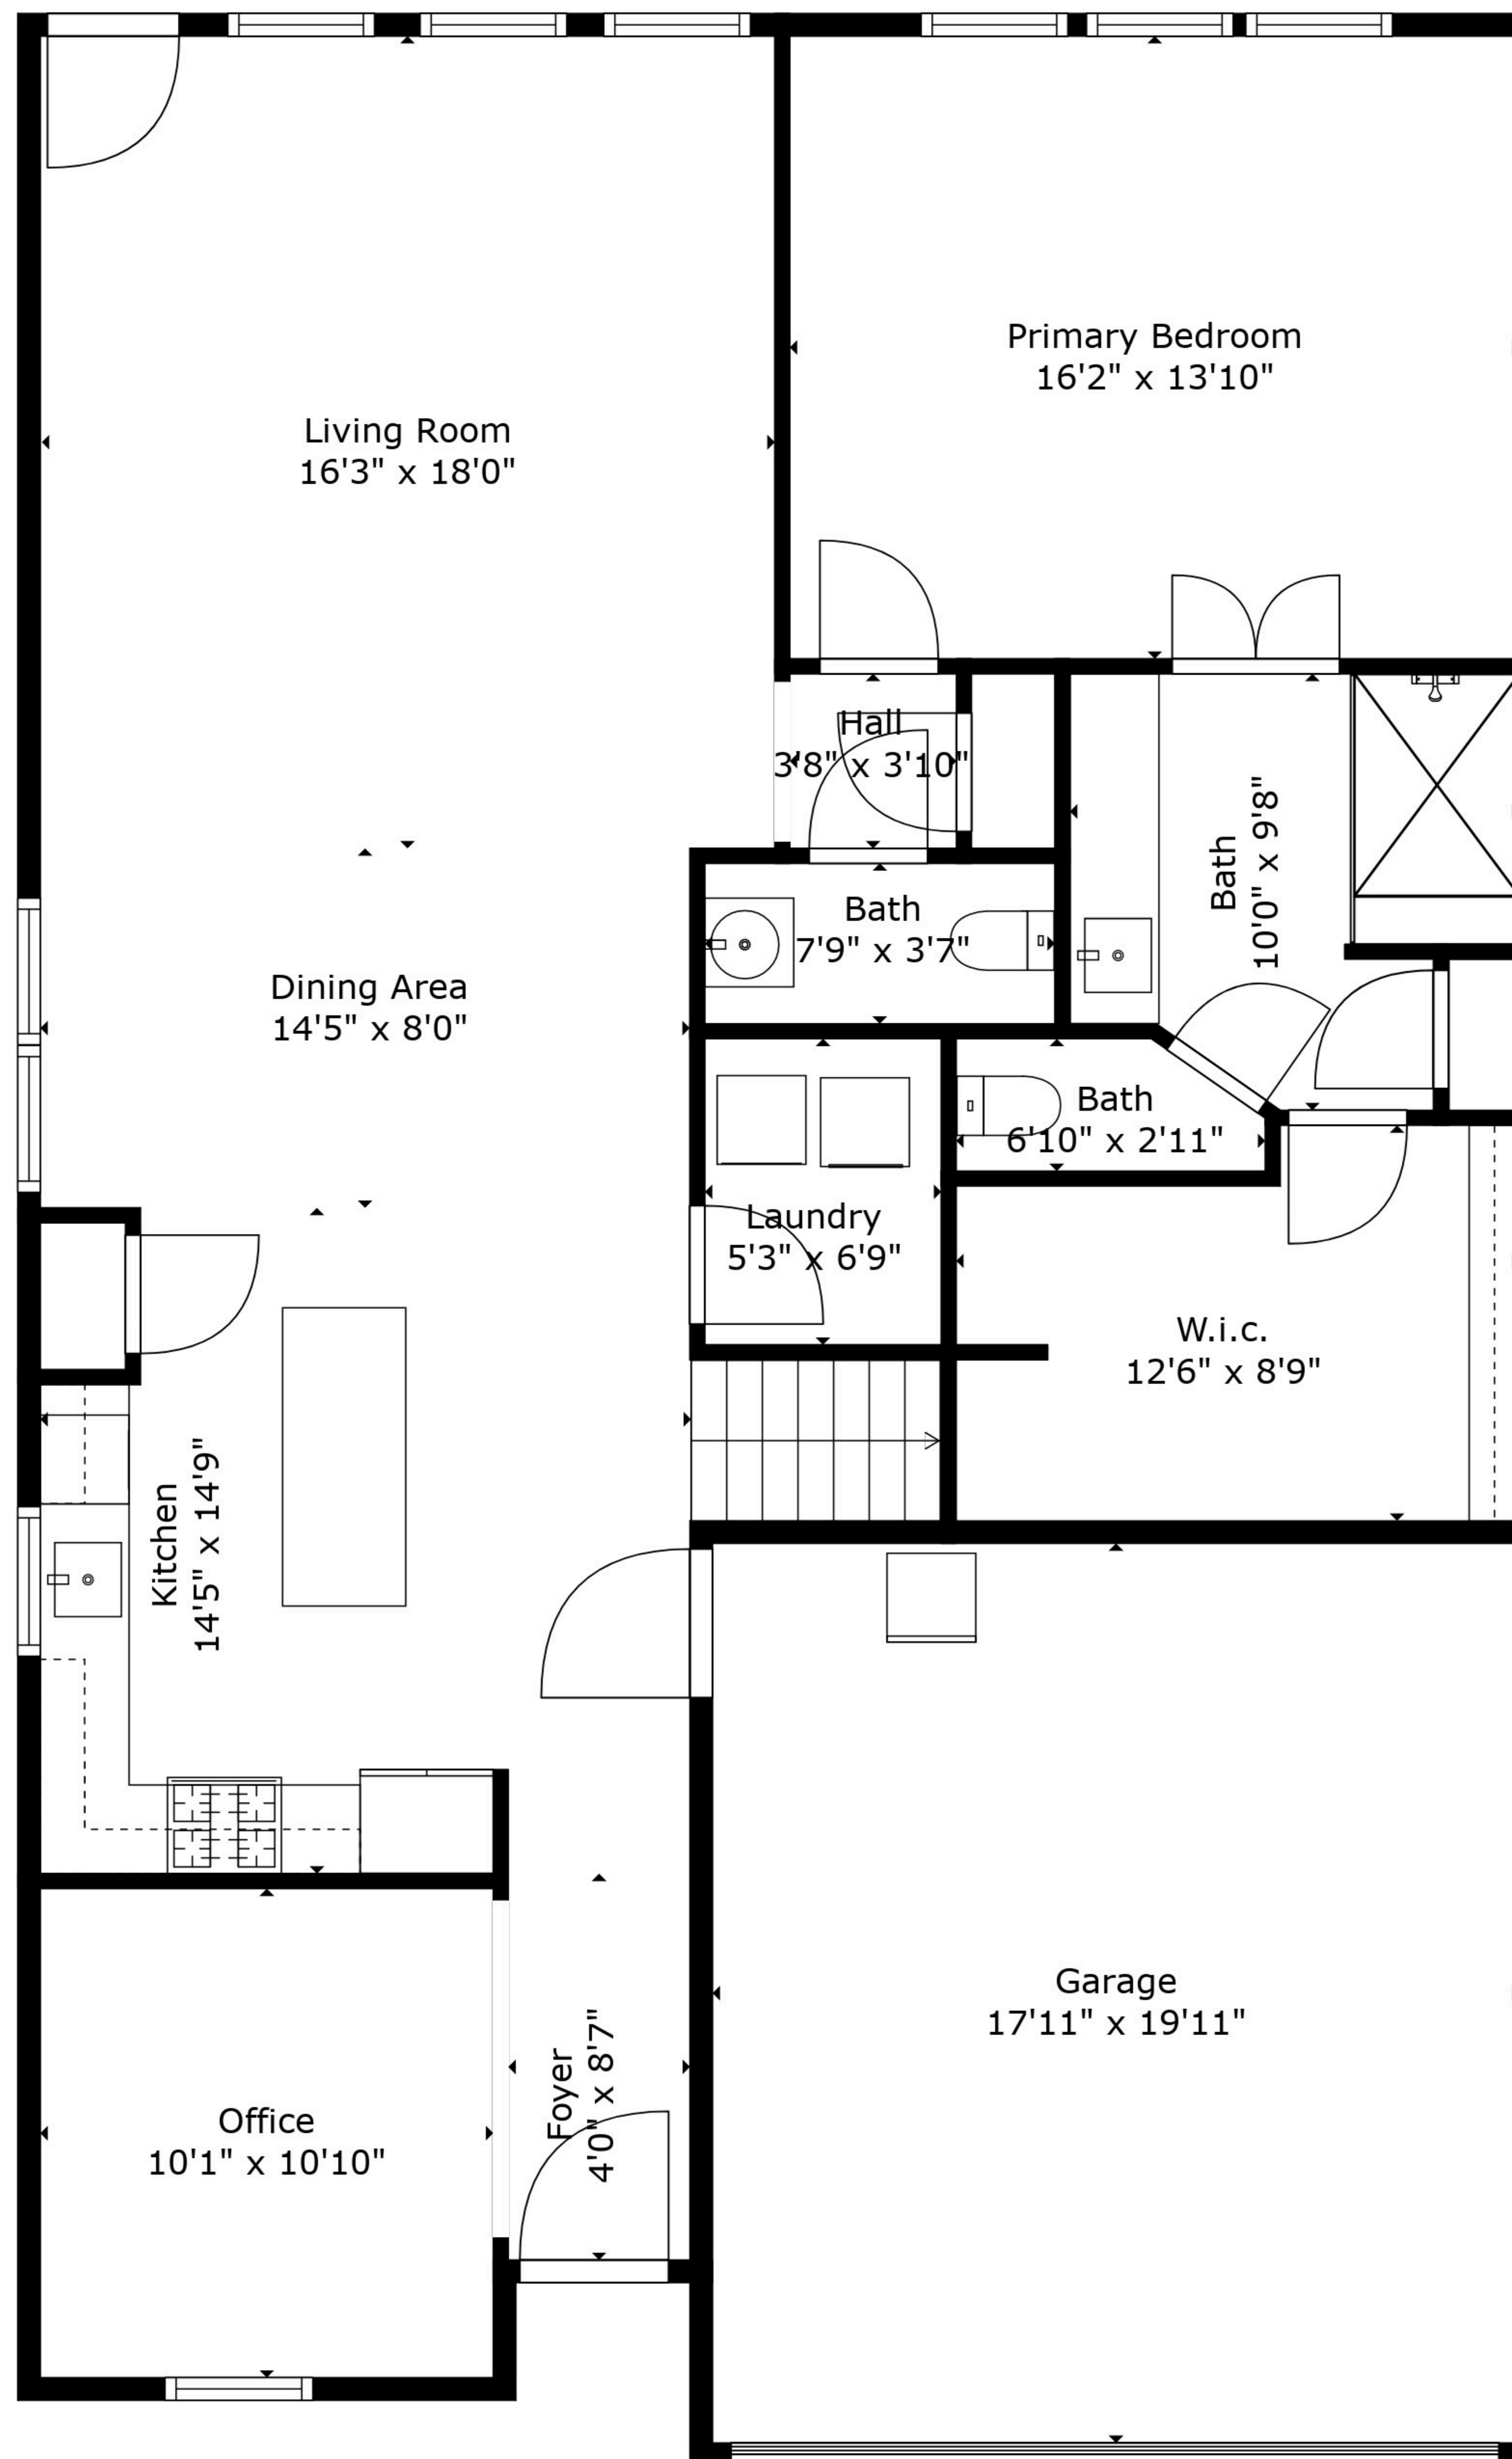 Primary Bedroom
16'2" x 13'10"
Living Room
16'3" x 18'0"
Hall
3'8" x 3'10"
Bath
10'0" x 9'8"
Bath
7'9" x 3'7"
Dining Area
14'5" x 8'0"
Bath
6'10" x 2'11"
Laundry
5'3" x 6'9"
W.i.c.
12'6" x 8'9"
Kitchen
14'5" x 14'9"
Garage
17'11" x 19'11"
Foyer
4'0" x 8'7"
Office
10'1" x 10'10"